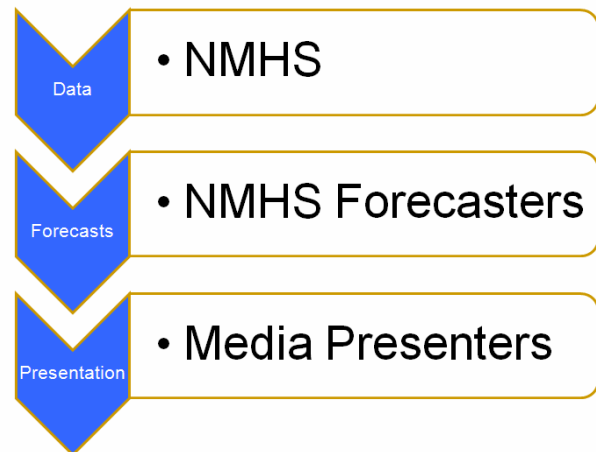 Data
• NMHS
Forecasts
• NMHS Forecasters
Presentation
• Media Presenters